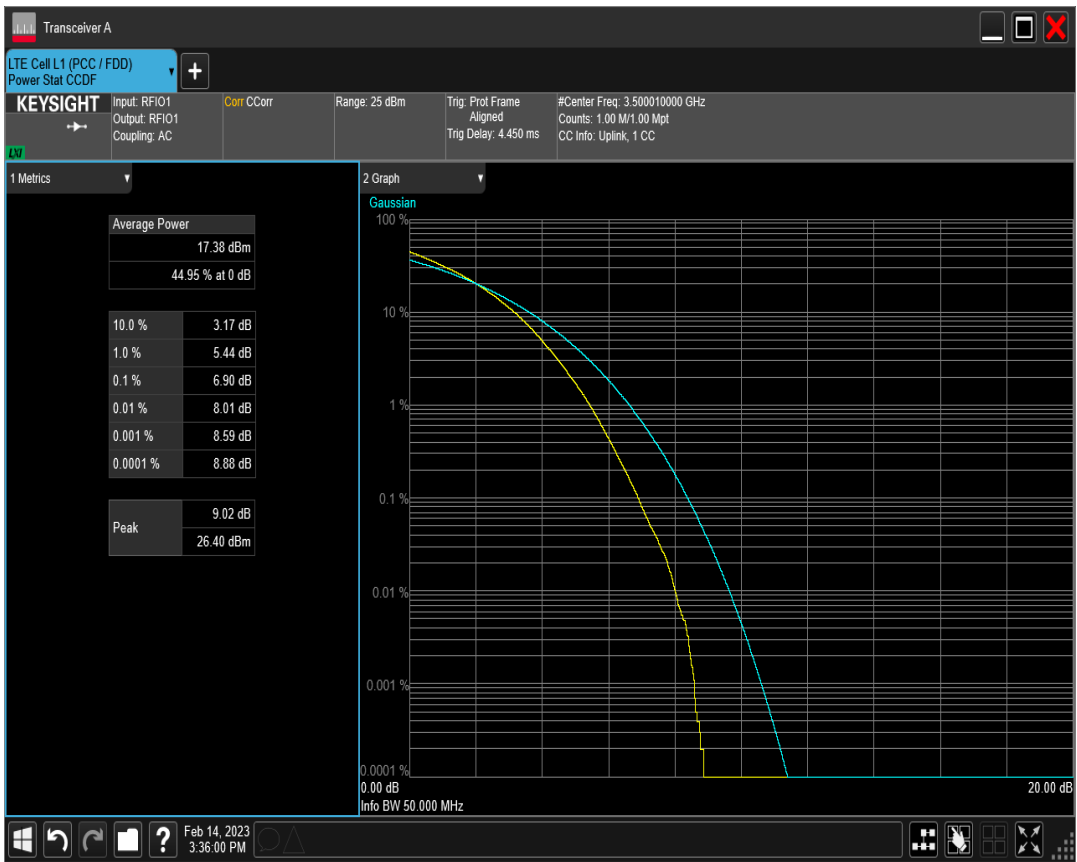 Transceiver A
LTE Cell L1 (PCC / FDD)
Power Stat CCDF
+
KEYSIGHT
LXI
Input: RFIO1
Output: RFIO1
Coupling: AC
Corr CCorr
Range: 25 dBm
Trig: Prot Frame
Aligned
Trig Delay: 4.450 ms
#Center Freq: 3.500010000 GHz
Counts: 1.00 M/1.00 Mpt
CC Info: Uplink, 1 CC
1 Metrics
Average Power
17.38 dBm
44.95 % at 0 dB
10.0 % 3.17 dB
1.0 % 5.44 dB
0.1 % 6.90 dB
0.01 % 8.01 dB
0.001 % 8.59 dB
0.0001 % 8.88 dB
Peak
9.02 dB
26.40 dBm
2 Graph
Gaussian
100 %
10 %
1 %
0.1 %
0.01 %
0.001 %
0.0001 %
0.00 dB 20.00 dB
Info BW 50.000 MHz
?
Feb 14, 2023
3:36:00 PM